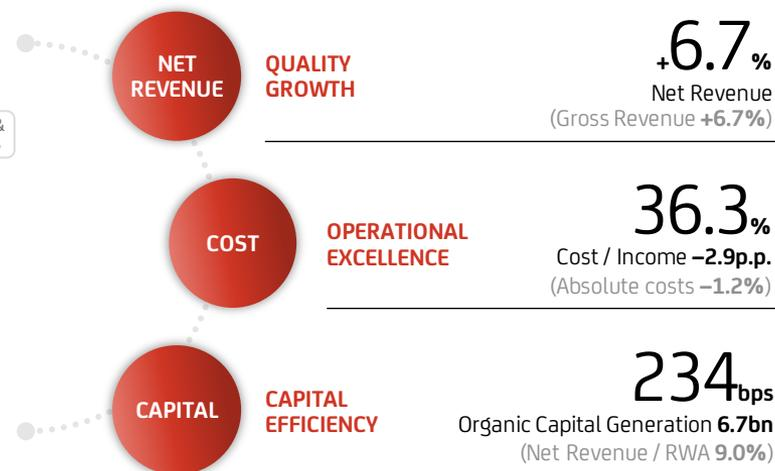 NET
REVENUE
QUALITY
GROWTH
+6.7%
Net Revenue
(Gross Revenue +6.7%)
&
COST
OPERATIONAL
EXCELLENCE
36.3%
Cost / Income –2.9p.p.
(Absolute costs –1.2%)
CAPITAL
CAPITAL
EFFICIENCY
234bps
Organic Capital Generation 6.7bn
(Net Revenue / RWA 9.0%)